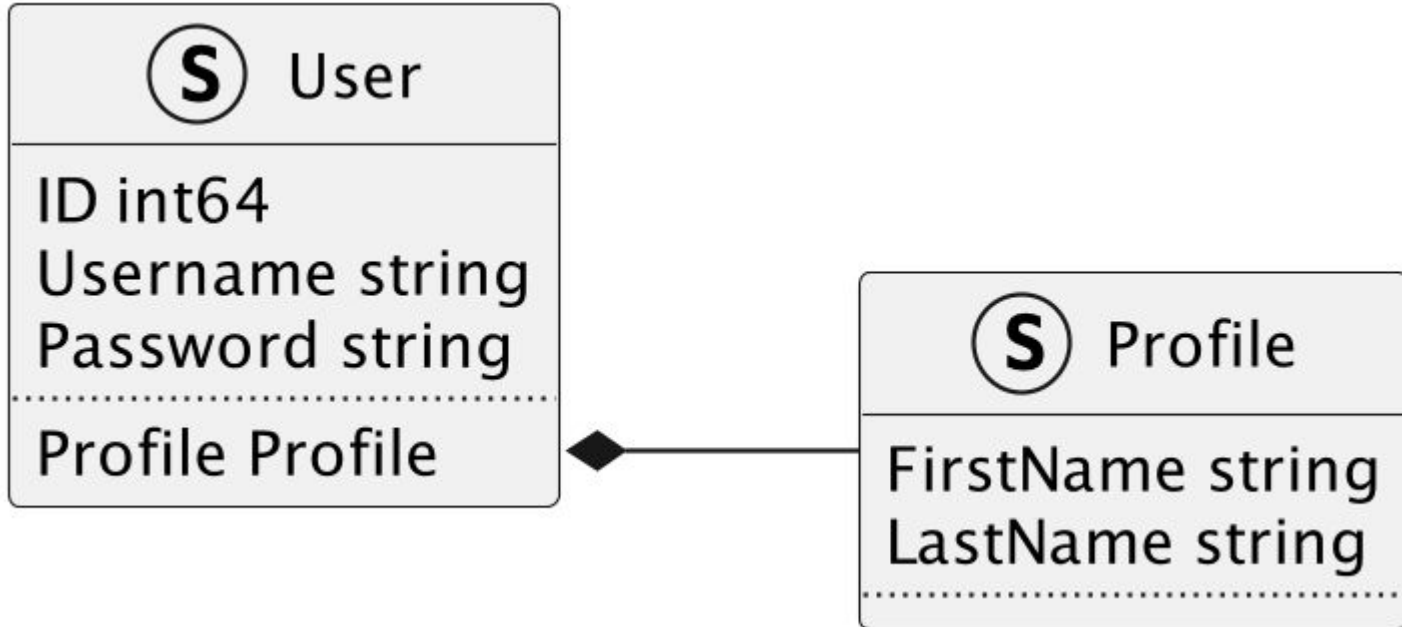 S User
ID int64
Username string
Password string
Profile Profile
S Profile
FirstName string
LastName string